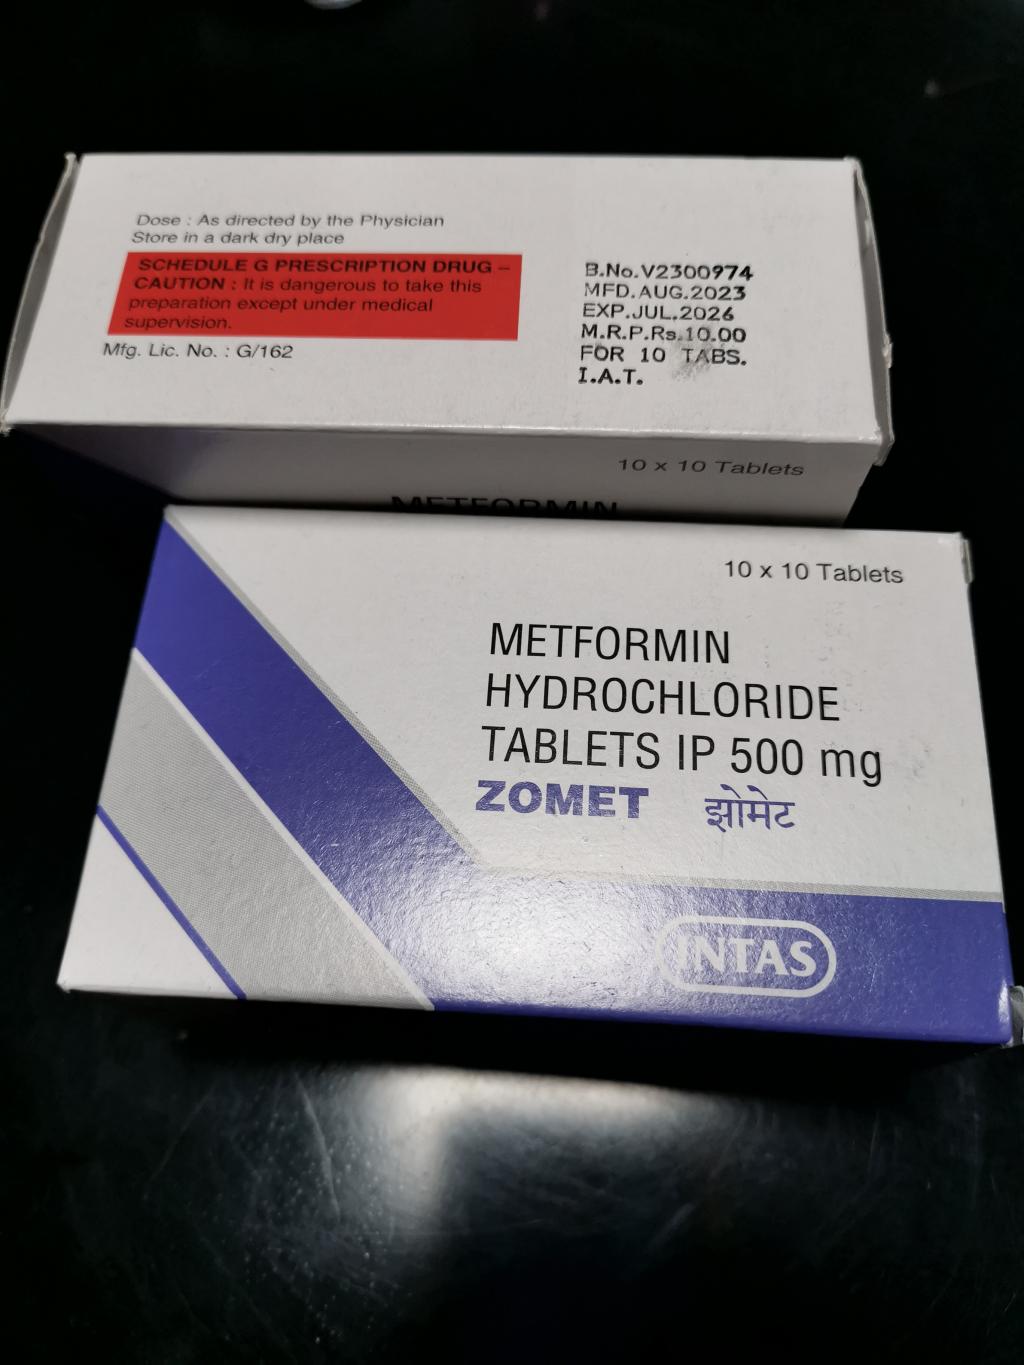 Dose : As directed by the Physician
Store in a dark dry place
SCHEDULE G PRESCRIPTION DRUG –
CAUTION : It is dangerous to take this
preparation except under medical
supervision.
Mfg. Lic. No. : G/162
B.No.V2300974
MFD.AUG.2023
EXP.JUL.2026
M.R.P.Rs.10.00
FOR 10 TABS.
I.A.T.
10 x 10 Tablets
METFORMIN
10 x 10 Tablets
METFORMIN
HYDROCHLORIDE
TABLETS IP 500 mg
ZOMET झोमेट
INTAS